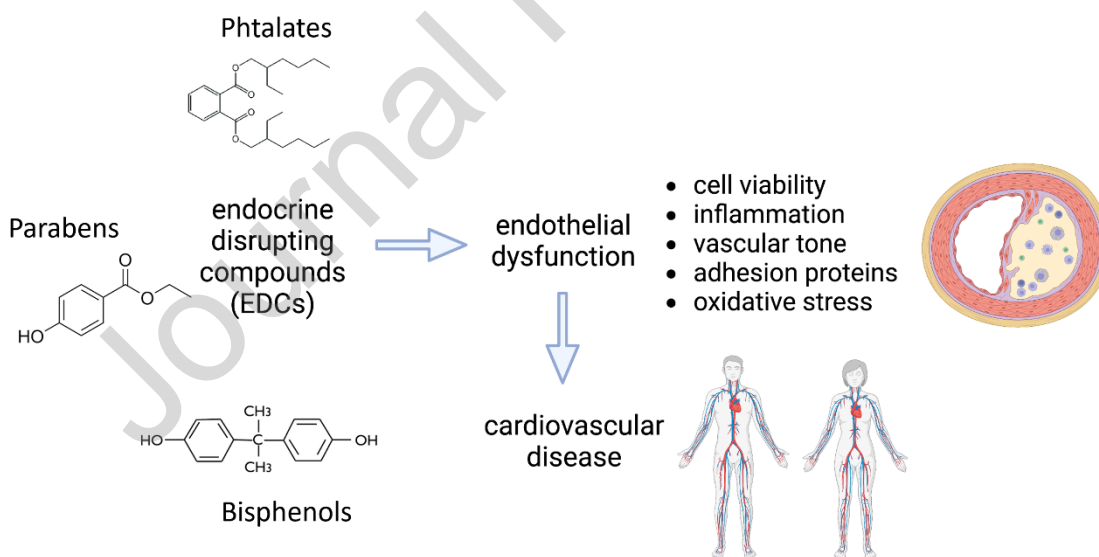 Phtalates
O
O
O
O
Parabens
O
O
HO
endocrine
disrupting
compounds
(EDCs)
endothelial
dysfunction
• cell viability
• inflammation
• vascular tone
• adhesion proteins
• oxidative stress
CH3
HO
C
OH
CH3
Bisphenols
cardiovascular
disease
Journal